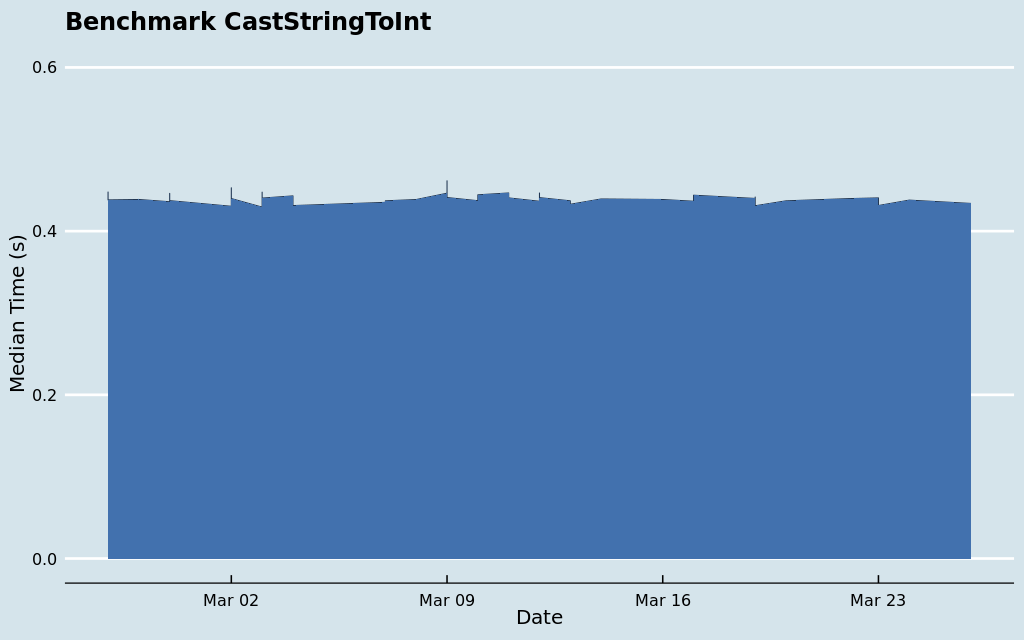 Benchmark CastStringToInt
0.6
0.4
0.2
0.0
Median Time (s)
Mar 02
Mar 09
Mar 16
Mar 23
Date